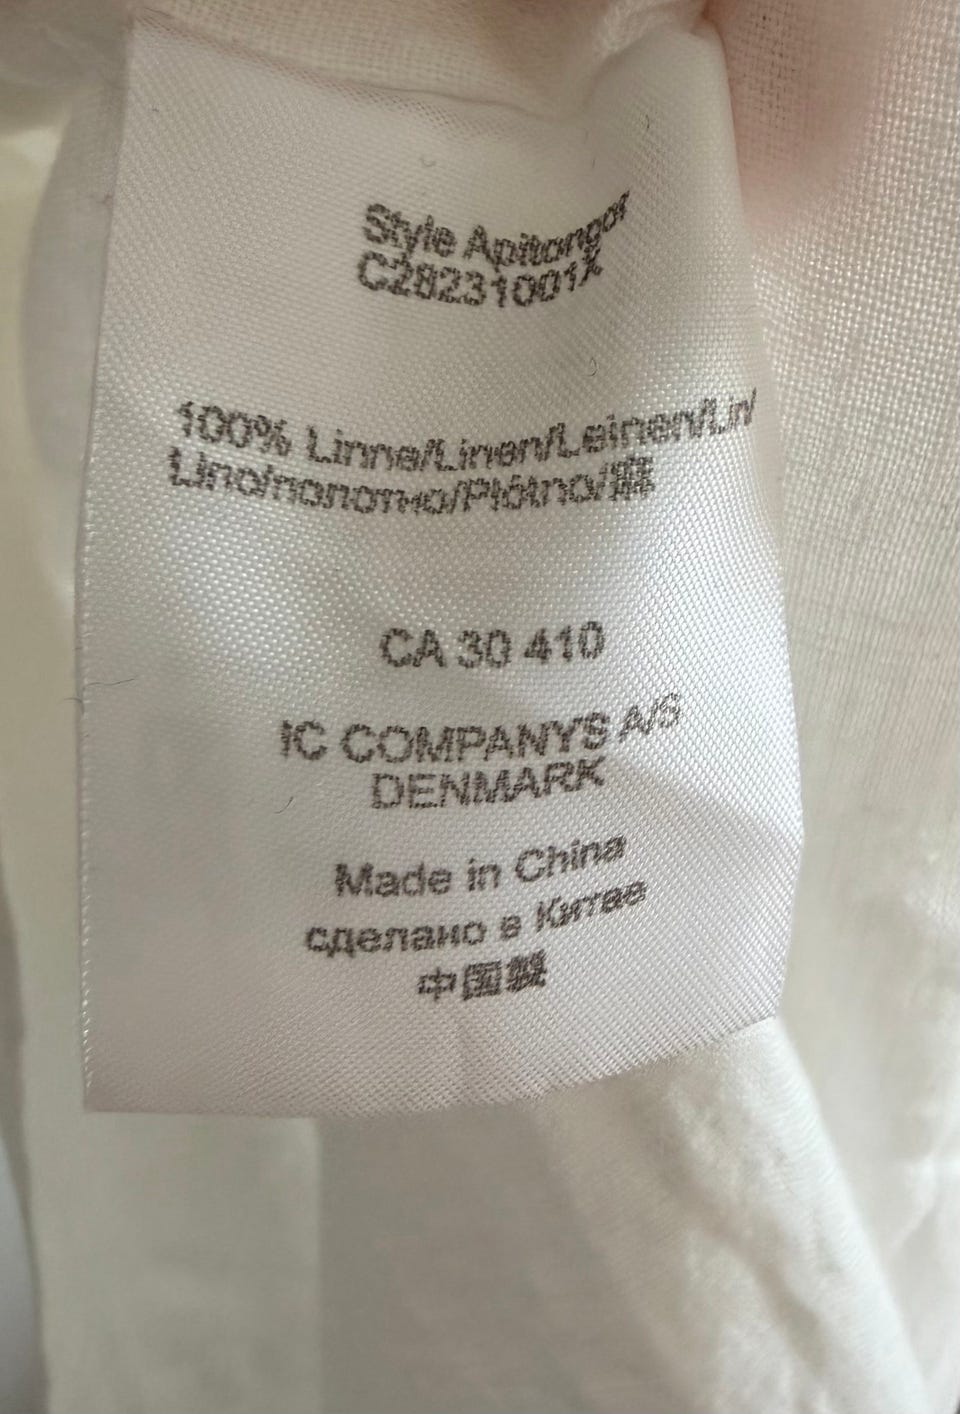 Style Apitongor
C28231001X
100% Linne/Linen/Leinen/Lin/
Lino/полотно/Płótno/麻
CA 30 410
IC COMPANYS A/S
DENMARK
Made in China
сделано в Китае
中国製